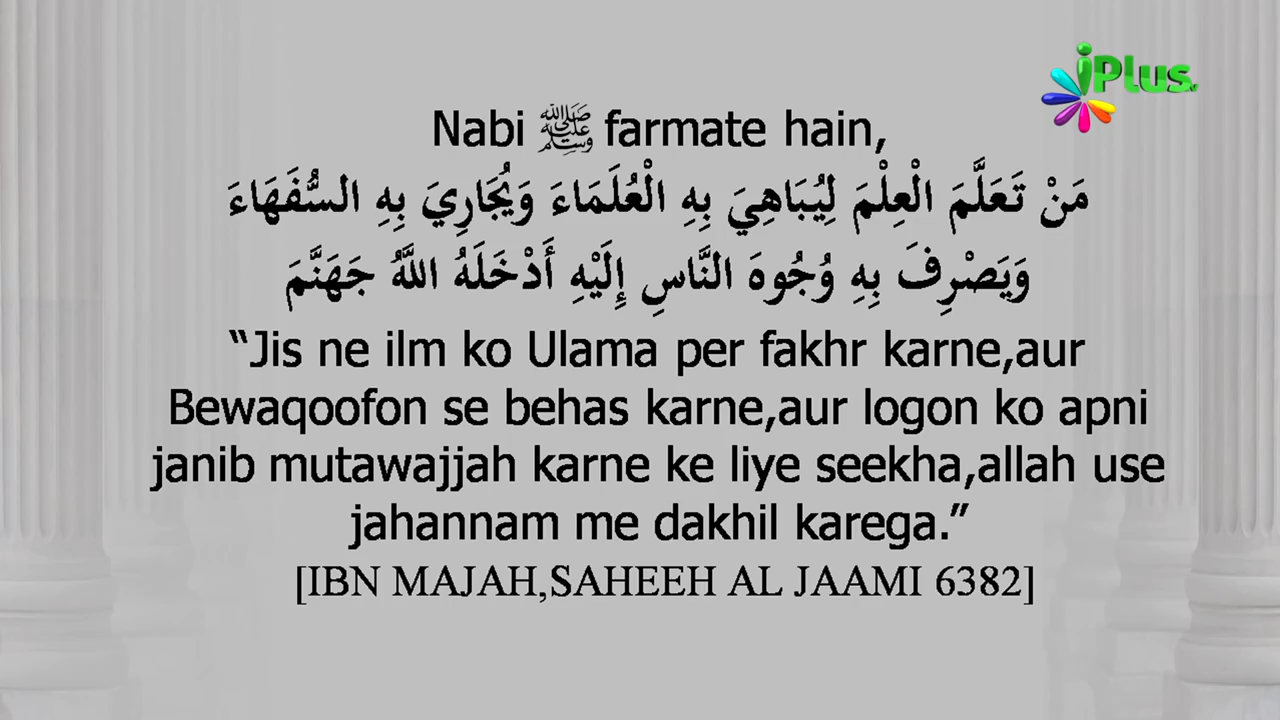 iPlus
Nabi ﷺ farmate hain,
مَنْ تَعَلَّمَ الْعِلْمَ لِيُبَاهِيَ بِهِ الْعُلَمَاءَ وَيُجَارِيَ بِهِ السُّفَهَاءَ
وَيَصْرِفَ بِهِ وُجُوهَ النَّاسِ إِلَيْهِ أَدْخَلَهُ اللَّهُ جَهَنَّمَ
“Jis ne ilm ko Ulama per fakhr karne,aur
Bewaqoofon se behas karne,aur logon ko apni
janib mutawajjah karne ke liye seekha,allah use
jahannam me dakhil karega.”
[IBN MAJAH,SAHEEH AL JAAMI 6382]